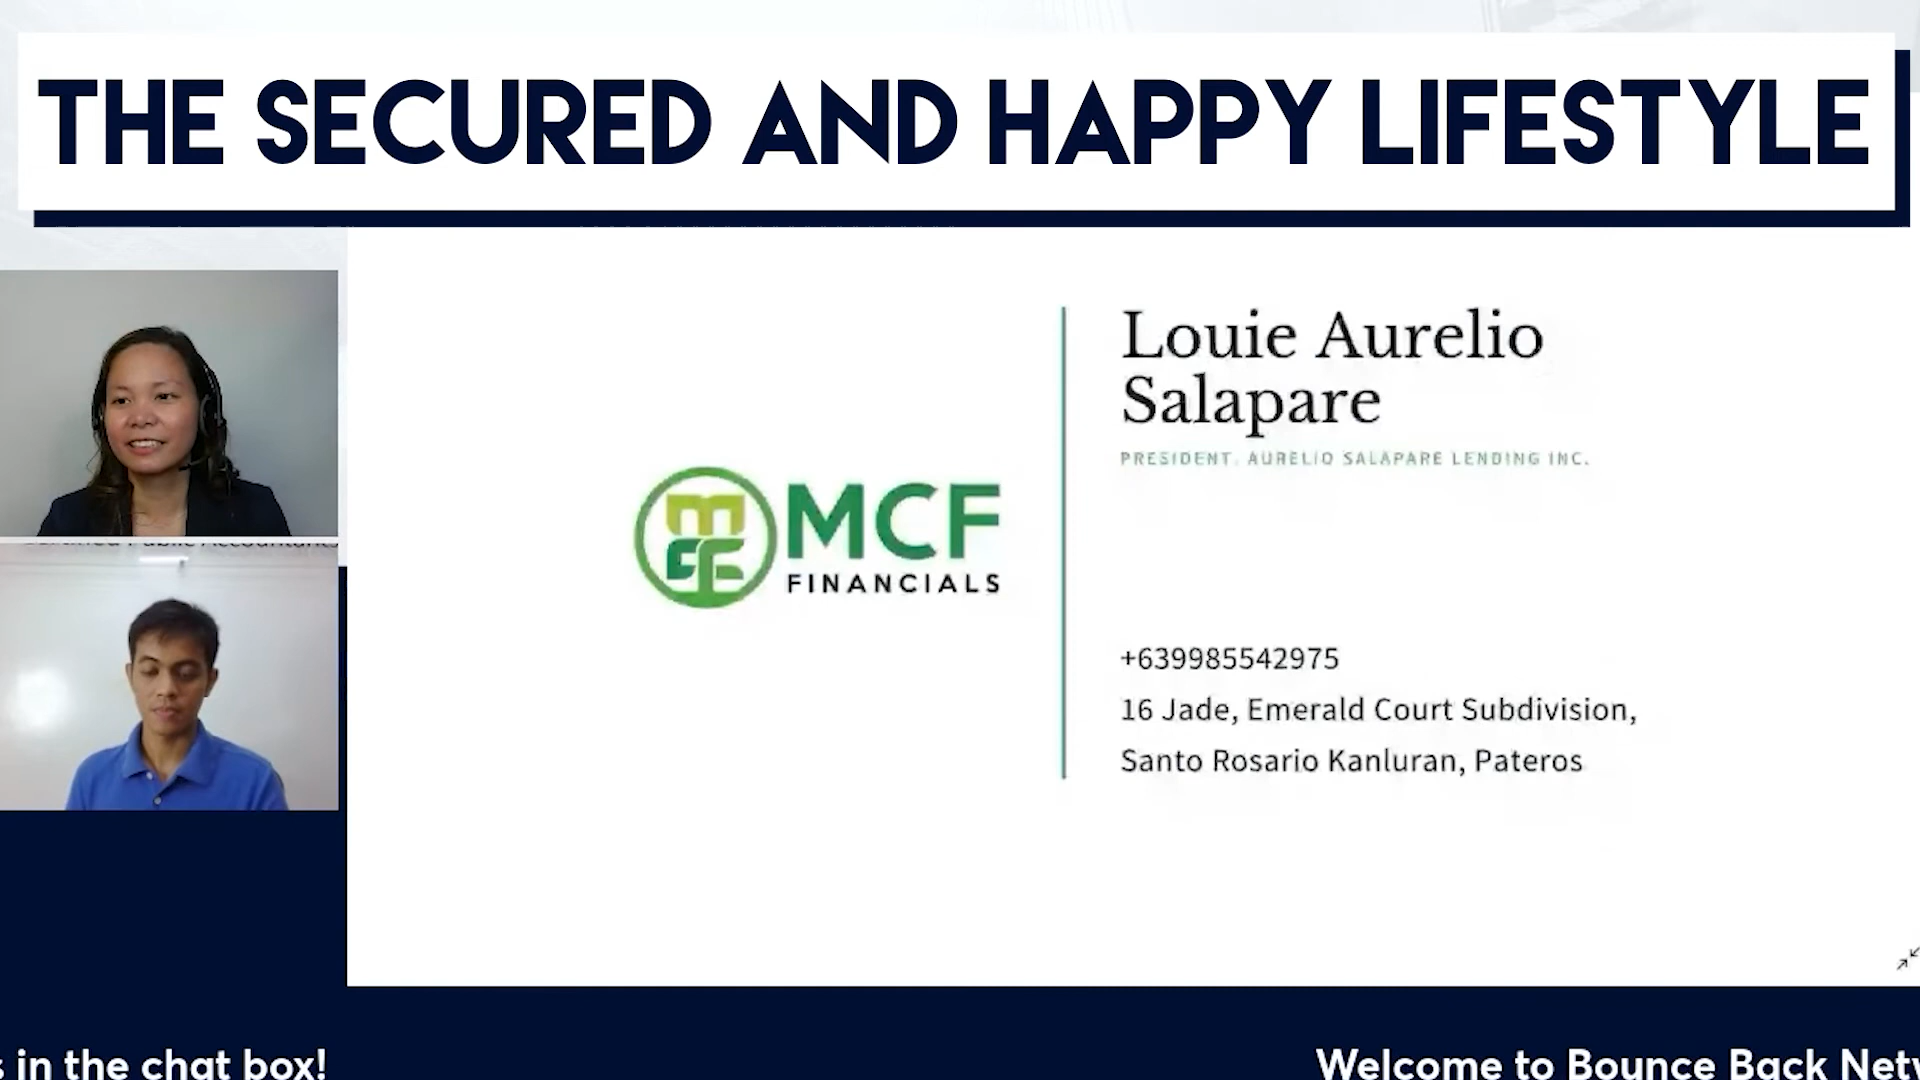 THE SECURED AND HAPPY LIFESTYLE
Louie Aurelio
Salapare
PRESIDENT, AURELIO SALAPARE LENDING INC.
MCF
FINANCIALS
+639985542975
16 Jade, Emerald Court Subdivision,
Santo Rosario Kanluran, Pateros
in the chat box!
Welcome to Bounce Back